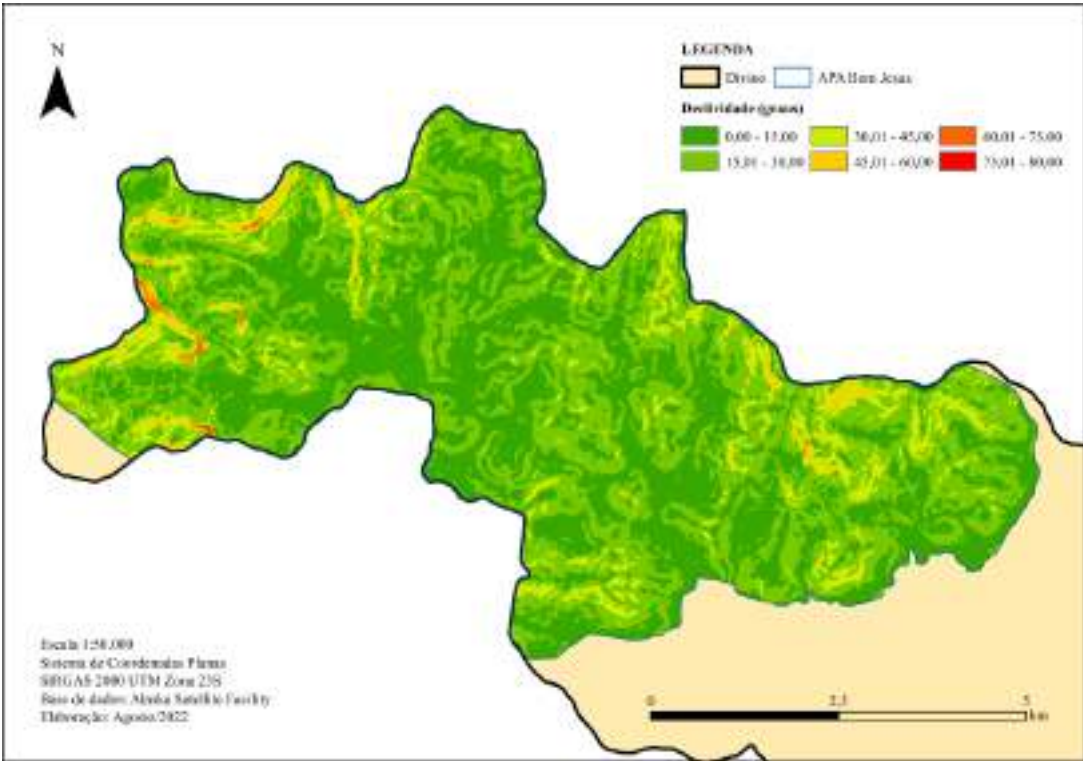 N
LEGENDA
Divino APA Bom Jesus
Declividade (graus)
0,00 - 15,00 30,01 - 45,00 60,01 - 75,00
15,01 - 30,00 45,01 - 60,00 75,01 - 80,00
Escala 1:50.000
Sistema de Coordenadas Planas
SIRGAS 2000 UTM Zona 23S
Base de dados: Alaska Satellite Facility
Elaboração: Agosto/2022
0 2,5 5
km